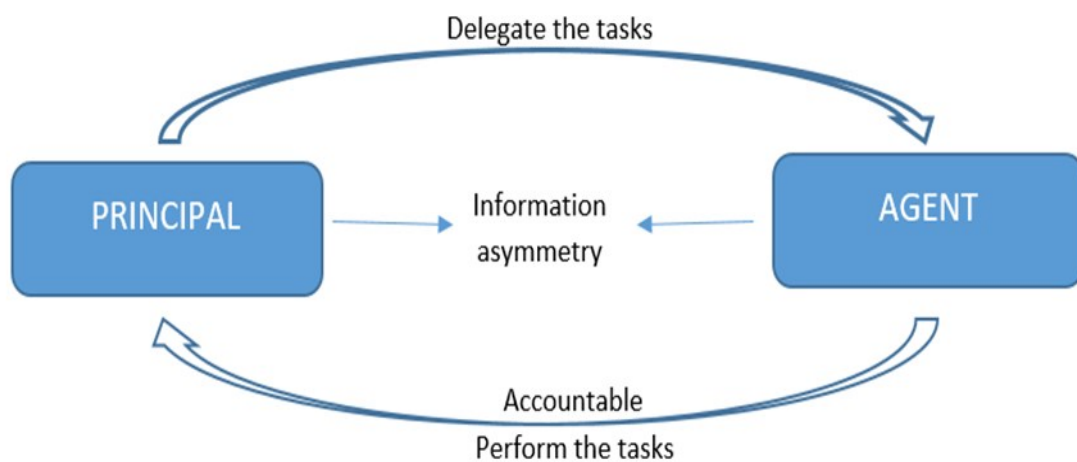 Delegate the tasks
PRINCIPAL
Information
asymmetry
AGENT
Accountable
Perform the tasks